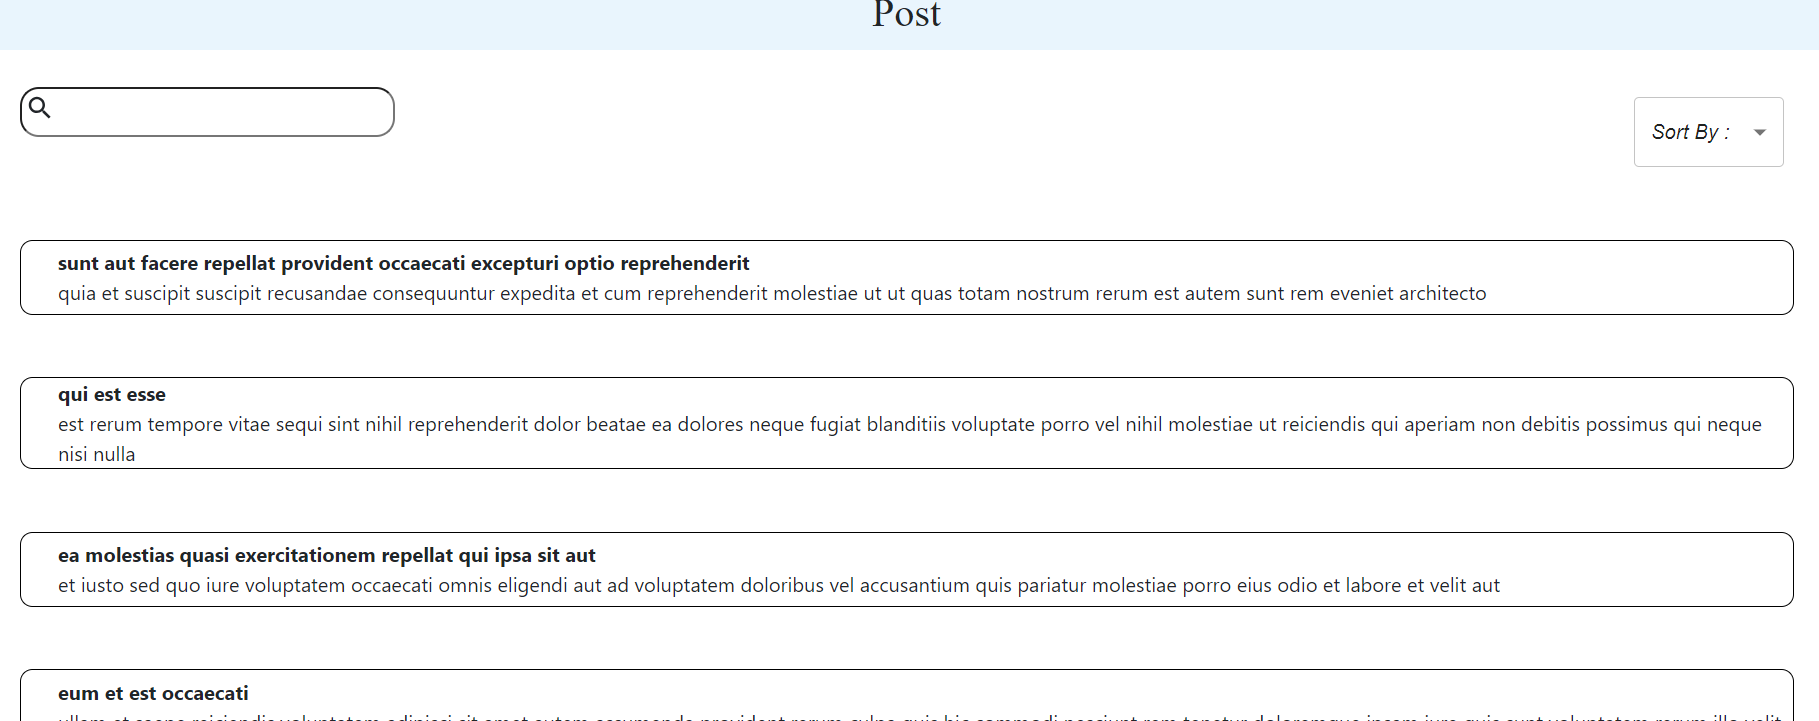 Post
Sort By :
sunt aut facere repellat provident occaecati excepturi optio reprehenderit
quia et suscipit suscipit recusandae consequuntur expedita et cum reprehenderit molestiae ut ut quas totam nostrum rerum est autem sunt rem eveniet architecto
qui est esse
est rerum tempore vitae sequi sint nihil reprehenderit dolor beatae ea dolores neque fugiat blanditiis voluptate porro vel nihil molestiae ut reiciendis qui aperiam non debitis possimus qui neque
nisi nulla
ea molestias quasi exercitationem repellat qui ipsa sit aut
et iusto sed quo iure voluptatem occaecati omnis eligendi aut ad voluptatem doloribus vel accusantium quis pariatur molestiae porro eius odio et labore et velit aut
eum et est occaecati